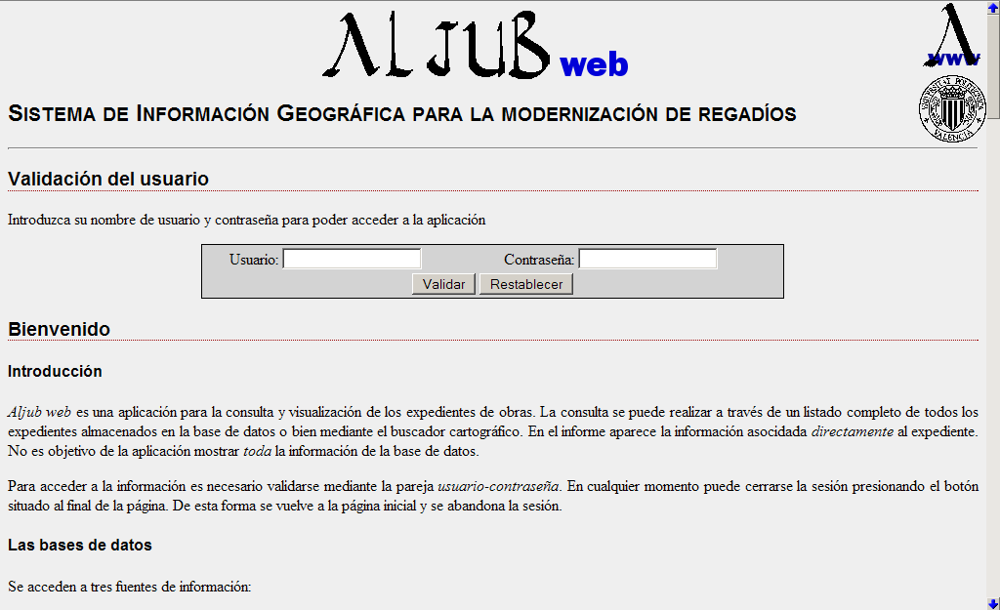 ALJUB web
www
UNIVERSITAT POLITECNICA
VALENCIA
SISTEMA DE INFORMACIÓN GEOGRÁFICA PARA LA MODERNIZACIÓN DE REGADÍOS
Validación del usuario
Introduzca su nombre de usuario y contraseña para poder acceder a la aplicación
Usuario: Contraseña:
Validar Restablecer
Bienvenido
Introducción
Aljub web es una aplicación para la consulta y visualización de los expedientes de obras. La consulta se puede realizar a través de un listado completo de todos los
expedientes almacenados en la base de datos o bien mediante el buscador cartográfico. En el informe aparece la información asocidada directamente al expediente.
No es objetivo de la aplicación mostrar toda la información de la base de datos.
Para acceder a la información es necesario validarse mediante la pareja usuario-contraseña. En cualquier momento puede cerrarse la sesión presionando el botón
situado al final de la página. De esta forma se vuelve a la página inicial y se abandona la sesión.
Las bases de datos
Se acceden a tres fuentes de información: